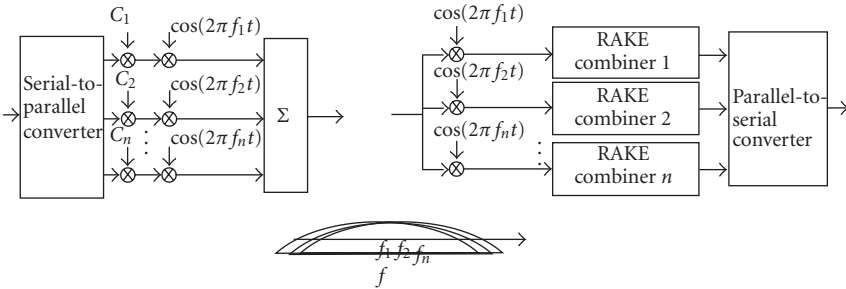 C₁
cos(2πf₁t)
Serial-to-
parallel
converter
C₂
cos(2πf₂t)
Cₙ
⋮
cos(2πfₙt)
Σ
cos(2πf₁t)
RAKE
combiner 1
cos(2πf₂t)
RAKE
combiner 2
cos(2πfₙt)
⋮
RAKE
combiner n
Parallel-to-
serial
converter
f₁ f₂ fₙ
f